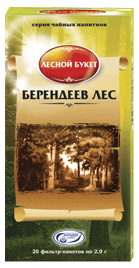 серия чайных напитков
ЛЕСНОЙ БУКЕТ
БЕРЕНДЕЕВ ЛЕС
20 фильтр-пакетов по 2,0 г